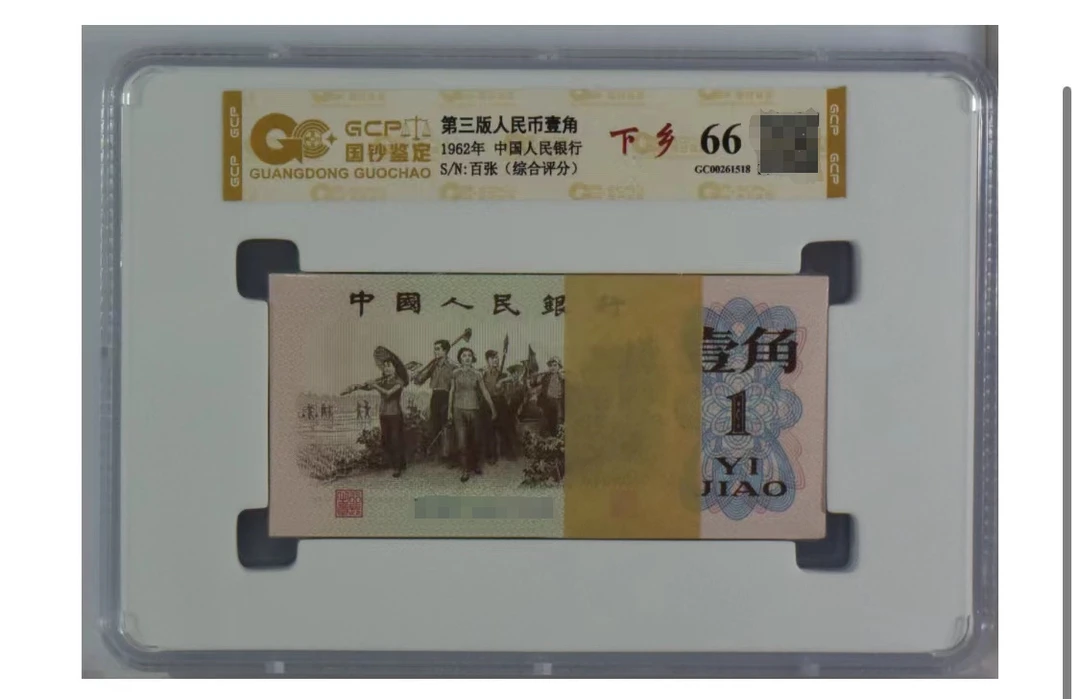 GCP
GCP
GCP
国钞鉴定
GUANGDONG GUOCHAO
第三版人民币壹角
1962年 中国人民银行
S/N:百张（综合评分）
下乡
66
GC00261518
GCP
GCP
中國人民銀行
壹角
1
YI
JIAO